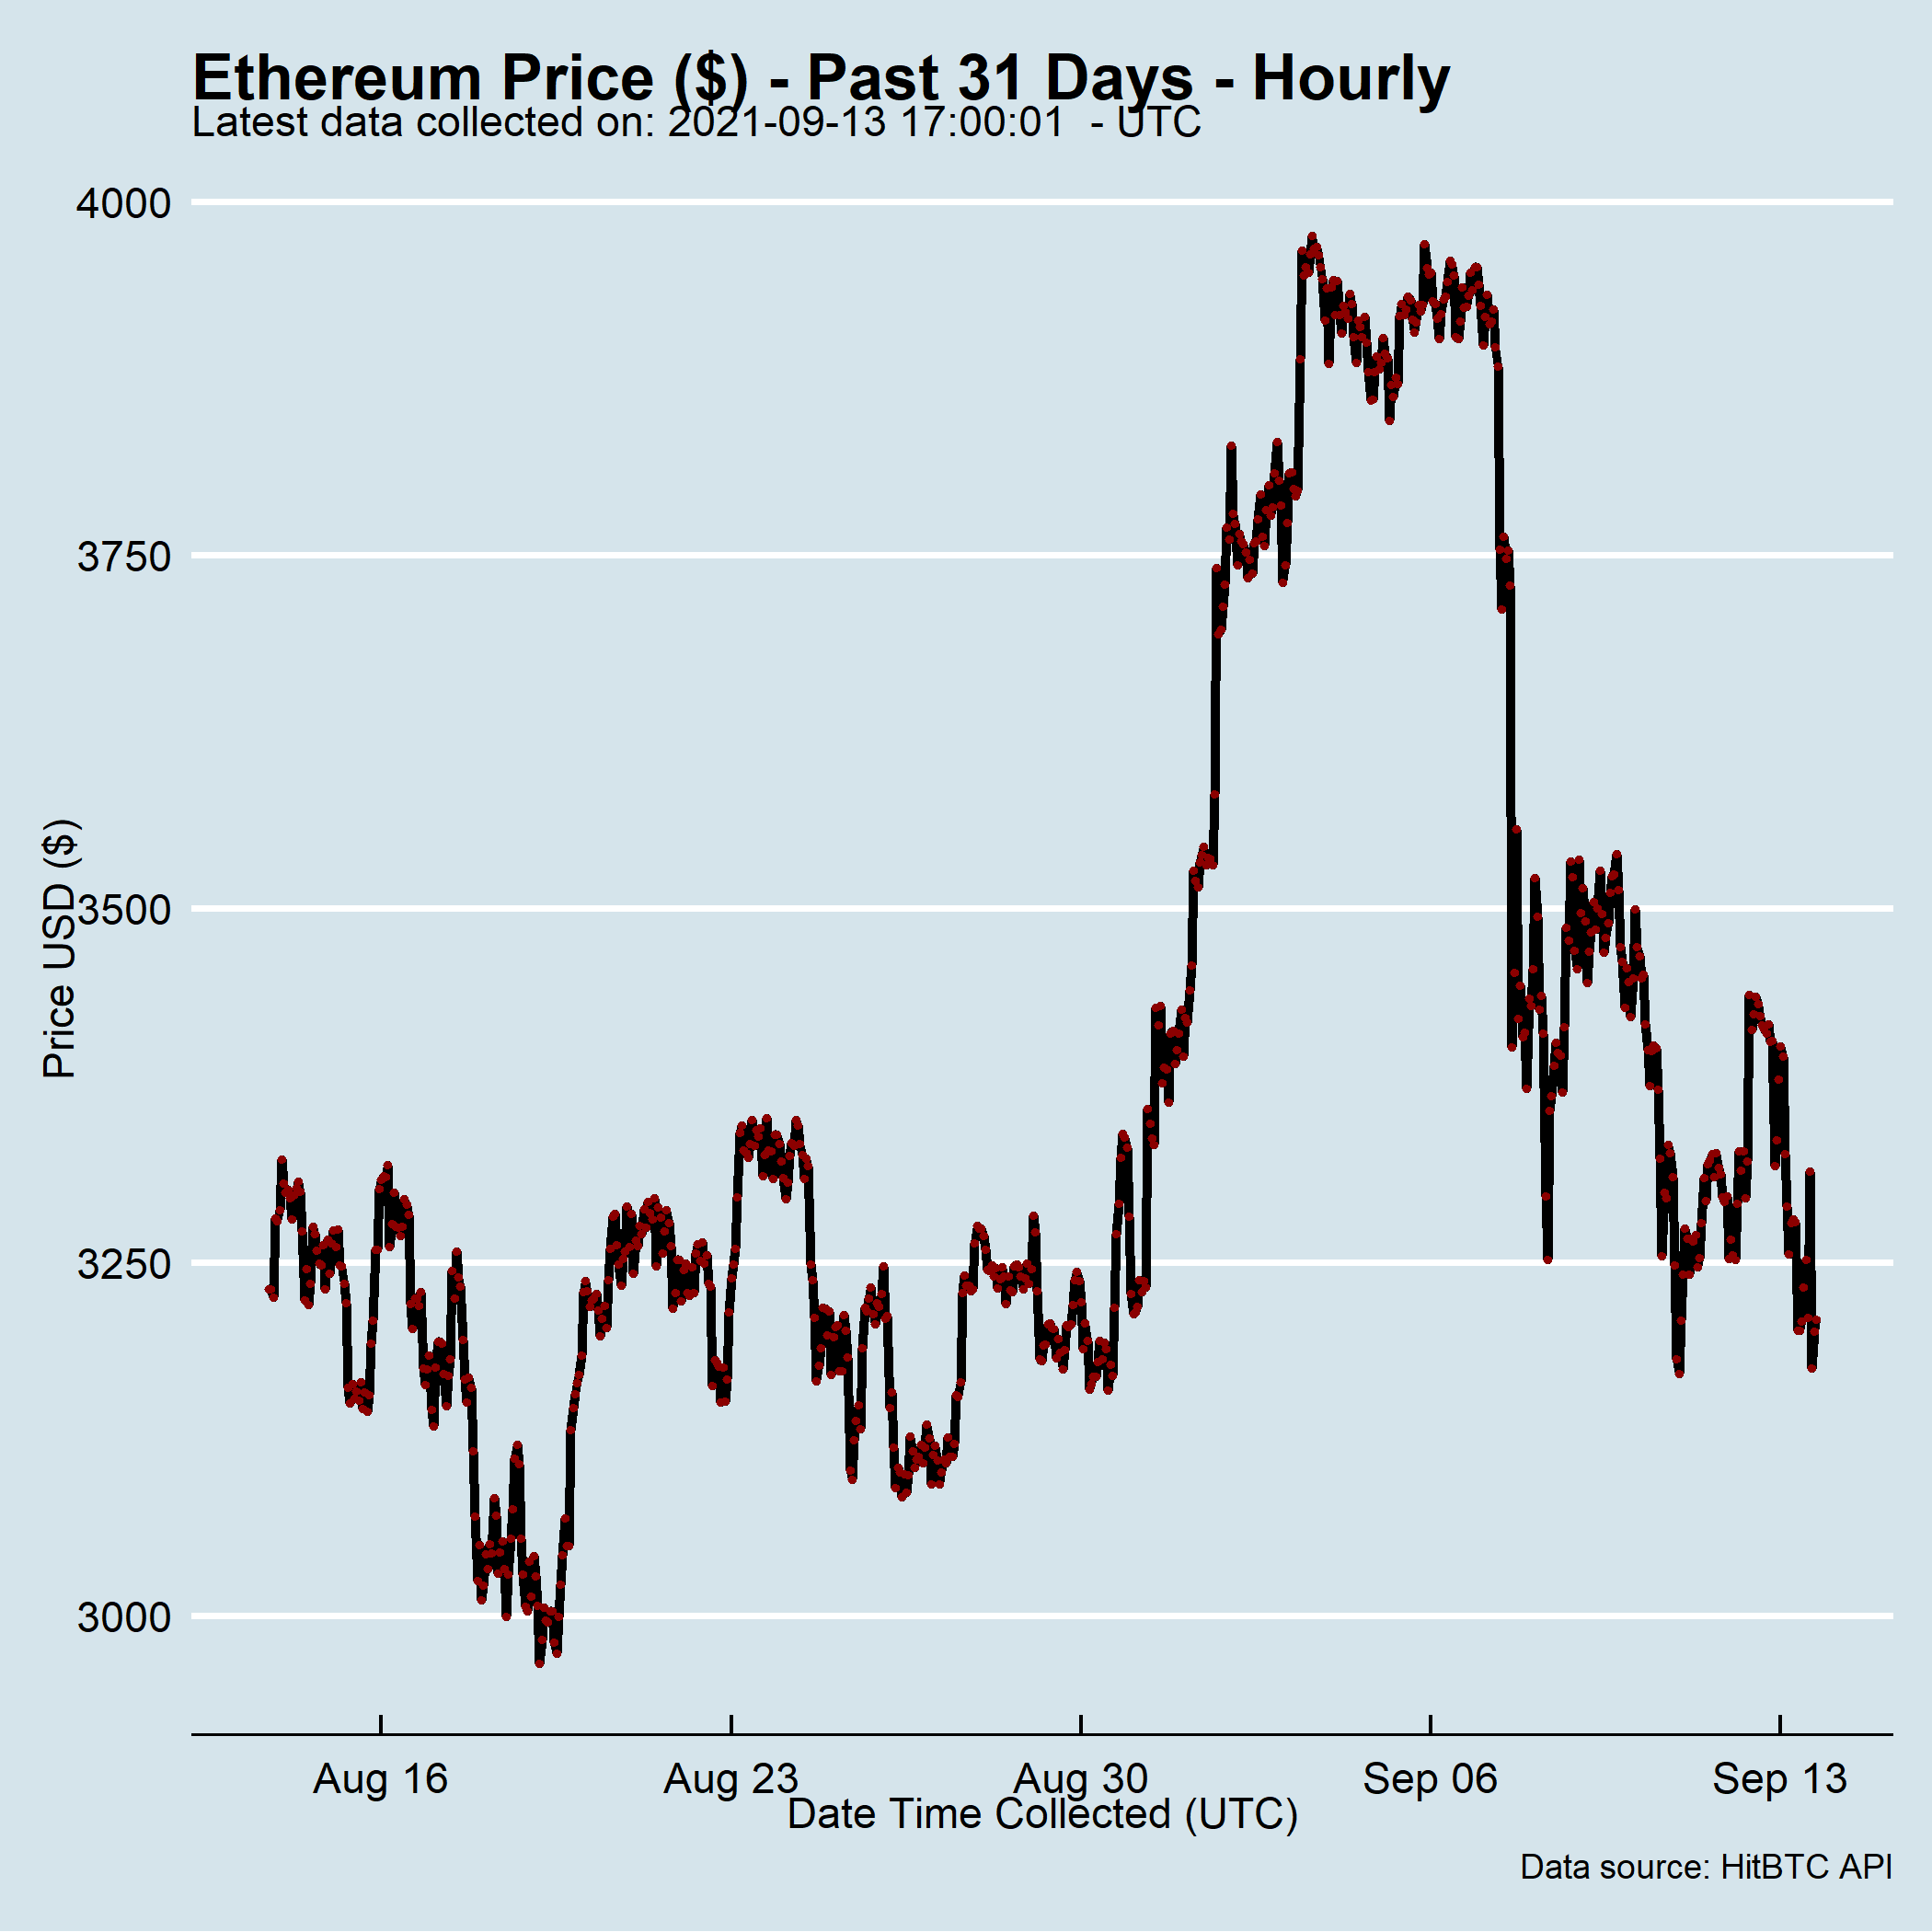 Ethereum Price ($) - Past 31 Days - Hourly
Latest data collected on: 2021-09-13 17:00:01  - UTC
4000
3750
3500
3250
3000
Price USD ($)
Aug 16
Aug 23
Aug 30
Sep 06
Sep 13
Date Time Collected (UTC)
Data source: HitBTC API